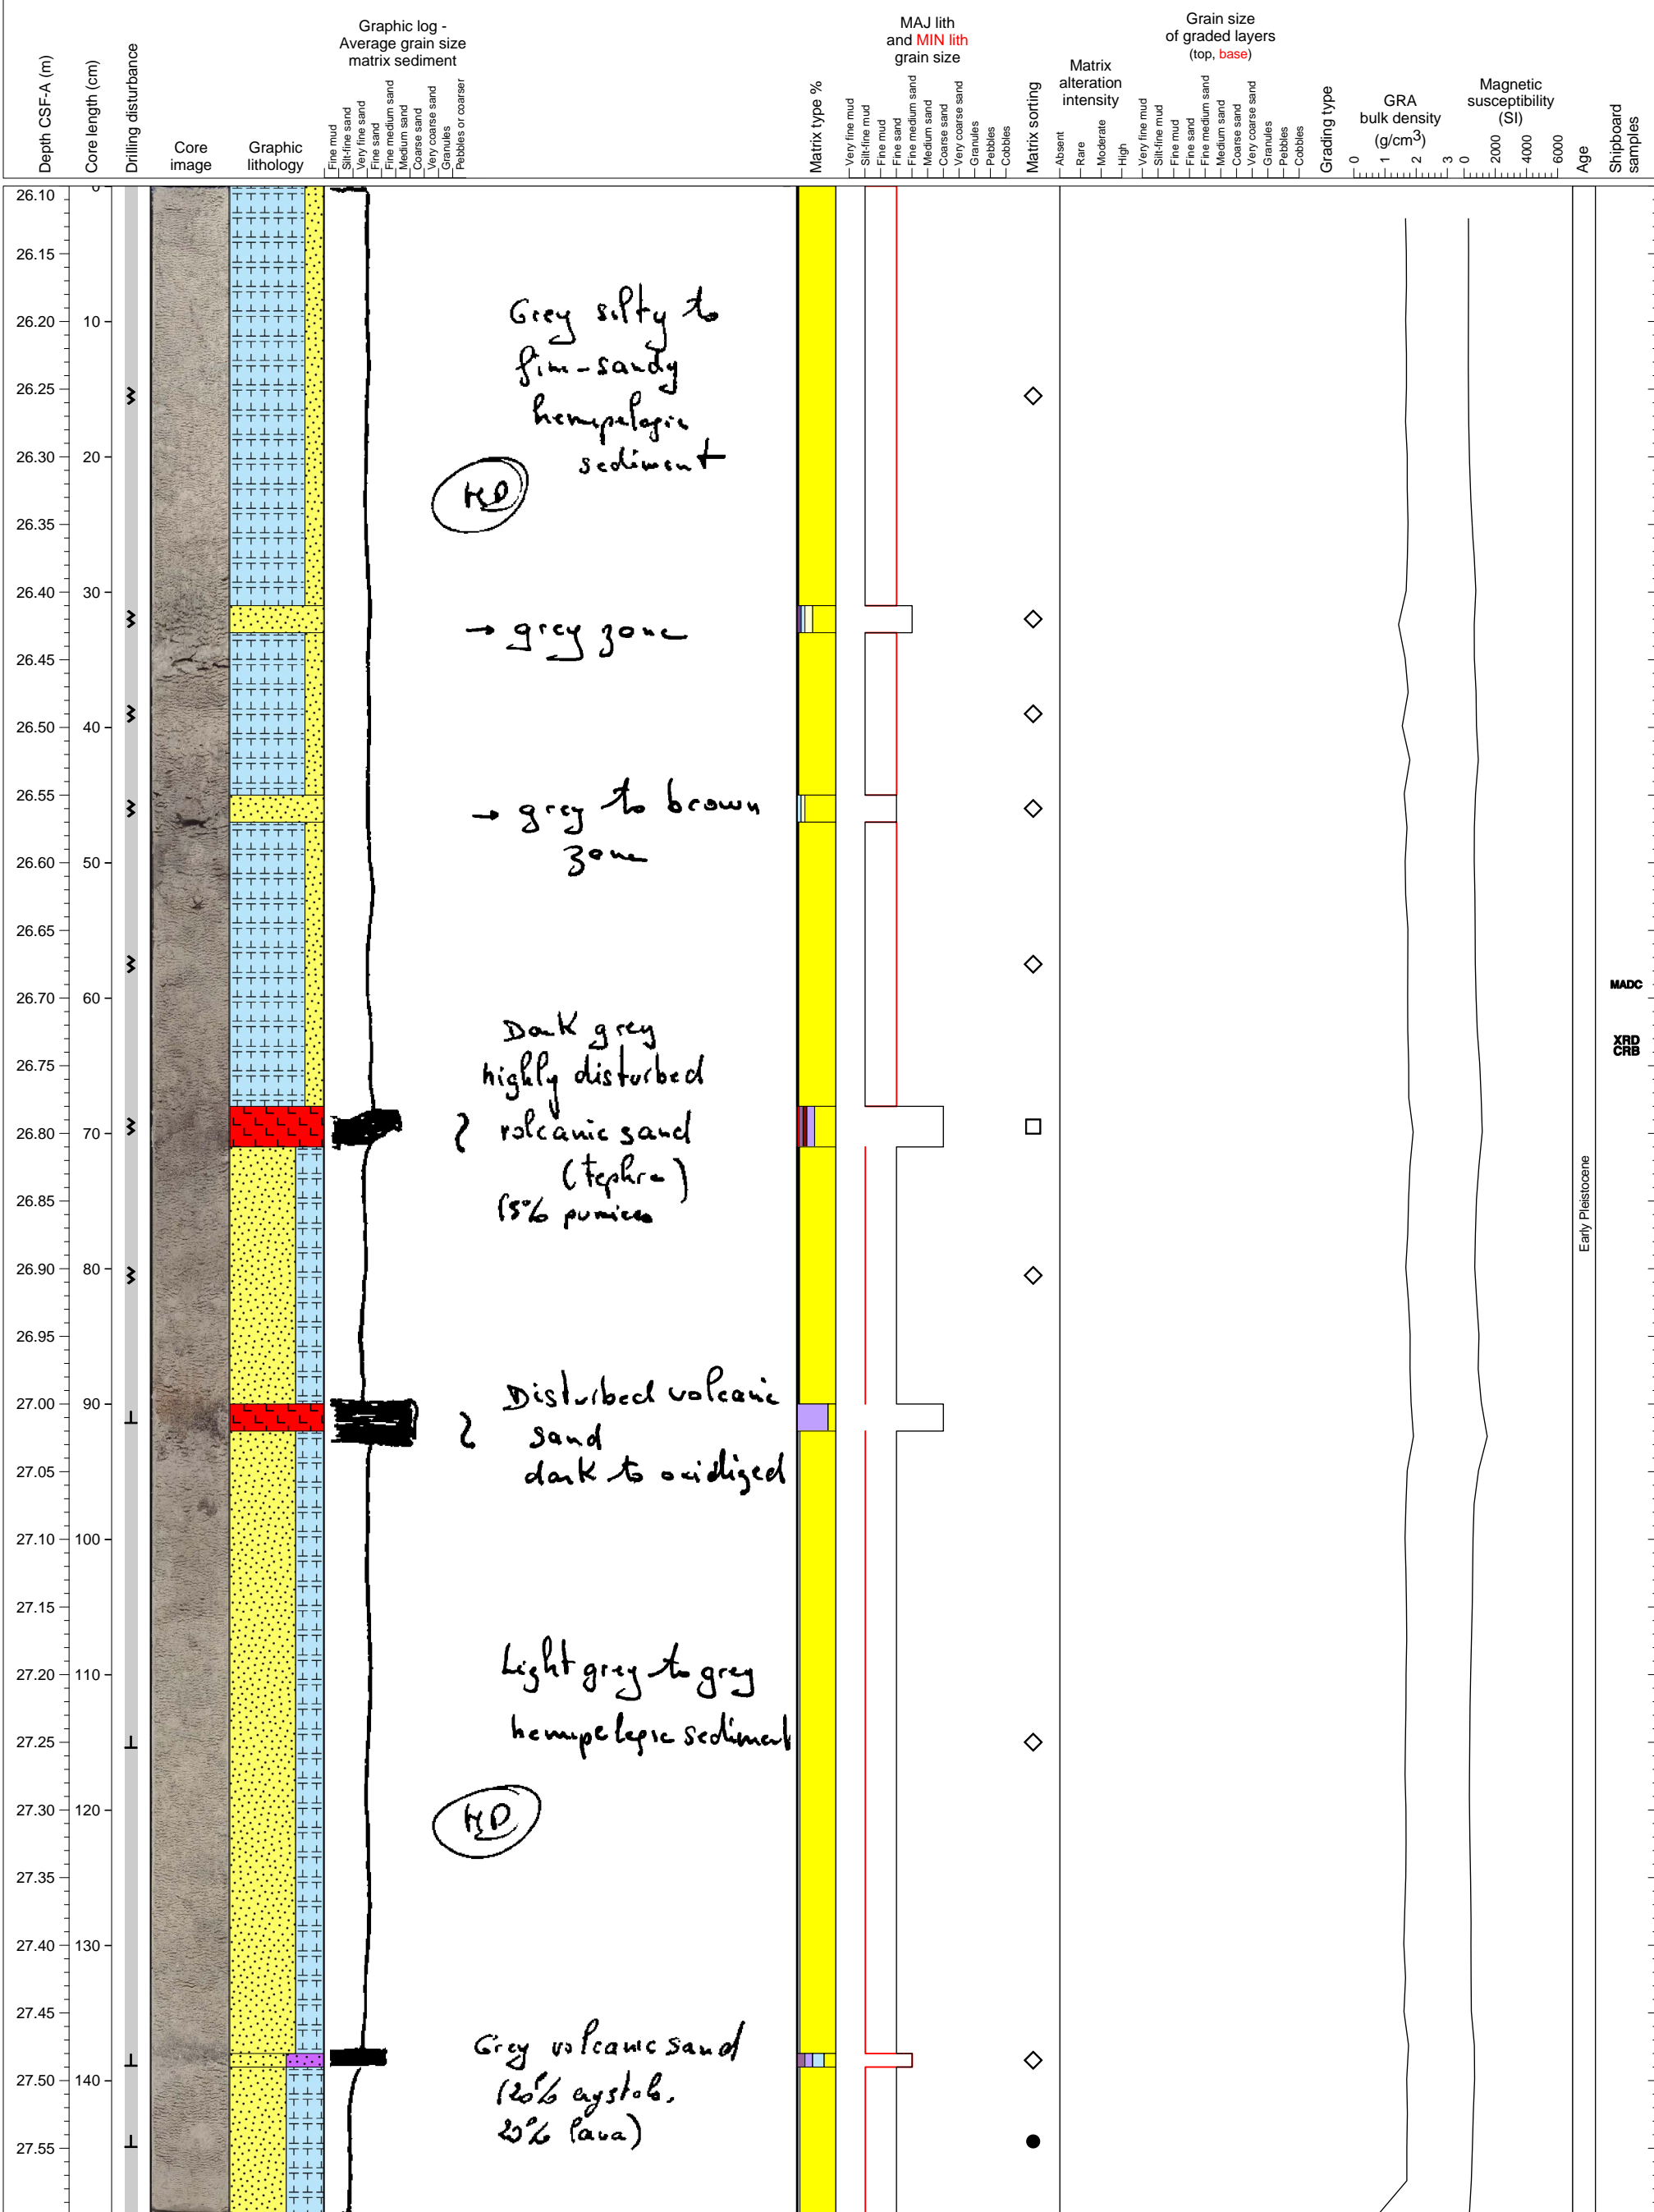 Graphic log -
Average grain size
matrix sediment
MAJ lith
and MIN lith
grain size
Grain size
of graded layers
(top, base)
Matrix
alteration
intensity
GRA
bulk density
(g/cm3)
Magnetic
susceptibility
(SI)
Depth CSF-A (m)
Core length (cm)
Drilling disturbance
Core
image
Graphic
lithology
Fine mud
Silt-fine sand
Very fine sand
Fine sand
Fine medium sand
Medium sand
Coarse sand
Very coarse sand
Granules
Pebbles or coarser
Matrix type %
Very fine mud
Silt-fine mud
Fine mud
Fine sand
Fine medium sand
Medium sand
Coarse sand
Very coarse sand
Granules
Pebbles
Cobbles
Matrix sorting
Absent
Rare
Moderate
High
Very fine mud
Silt-fine mud
Fine mud
Fine sand
Fine medium sand
Medium sand
Coarse sand
Very coarse sand
Granules
Pebbles
Cobbles
Grading type
0 1 2 3
0 2000 4000 6000
Age
Shipboard
samples
26.10 0
26.15
26.20 10
26.25
26.30 20
26.35
26.40 30
26.45
26.50 40
26.55
26.60 50
26.65
26.70 60
26.75
26.80 70
26.85
26.90 80
26.95
27.00 90
27.05
27.10 100
27.15
27.20 110
27.25
27.30 120
27.35
27.40 130
27.45
27.50 140
27.55
Grey silty to
fine-sandy
hemipelagic
sediment
→ grey zone
→ grey to brown
zone
Dark grey
highly disturbed
volcanic sand
(tephra)
15% pumices
Disturbed volcanic
sand
dark to oxidized
Light grey to grey
hemipelagic sediment
Grey volcanic sand
(20% crystals,
20% lava)
MADC
XRD
CRB
Early Pleistocene